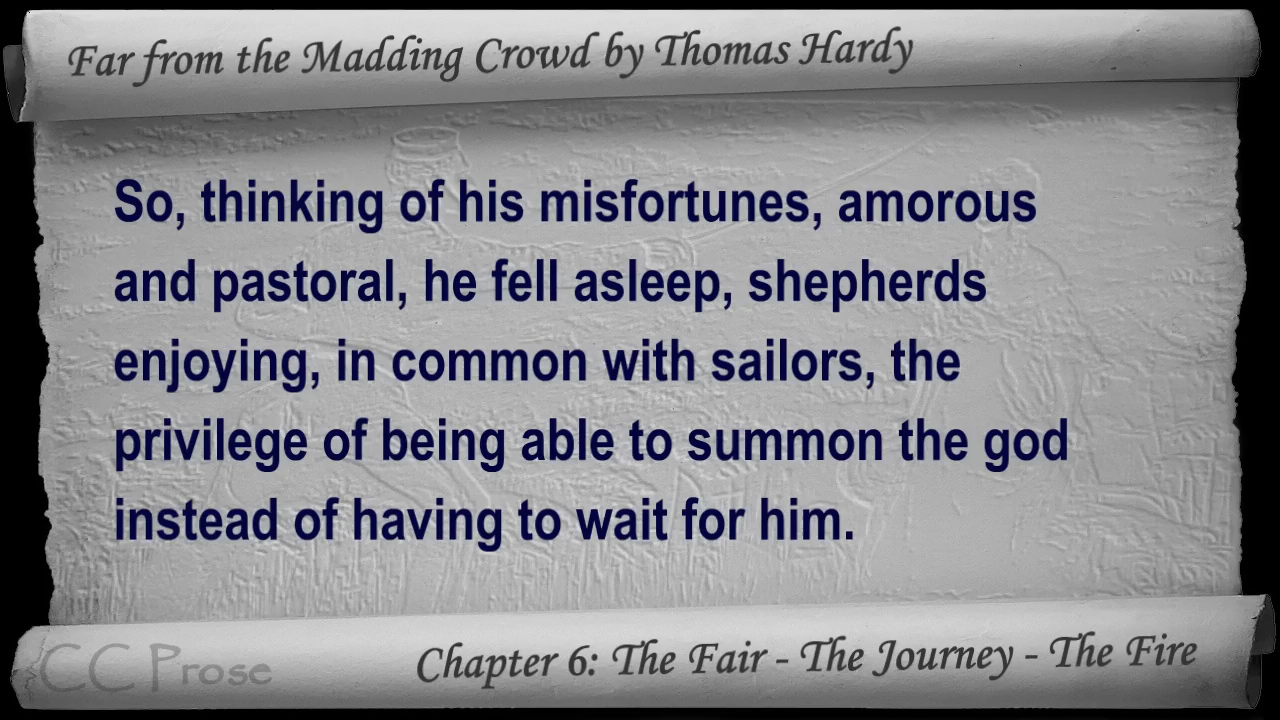 Far from the Madding Crowd by Thomas Hardy
So, thinking of his misfortunes, amorous
and pastoral, he fell asleep, shepherds
enjoying, in common with sailors, the
privilege of being able to summon the god
instead of having to wait for him.
CC Prose
Chapter 6: The Fair - The Journey - The Fire